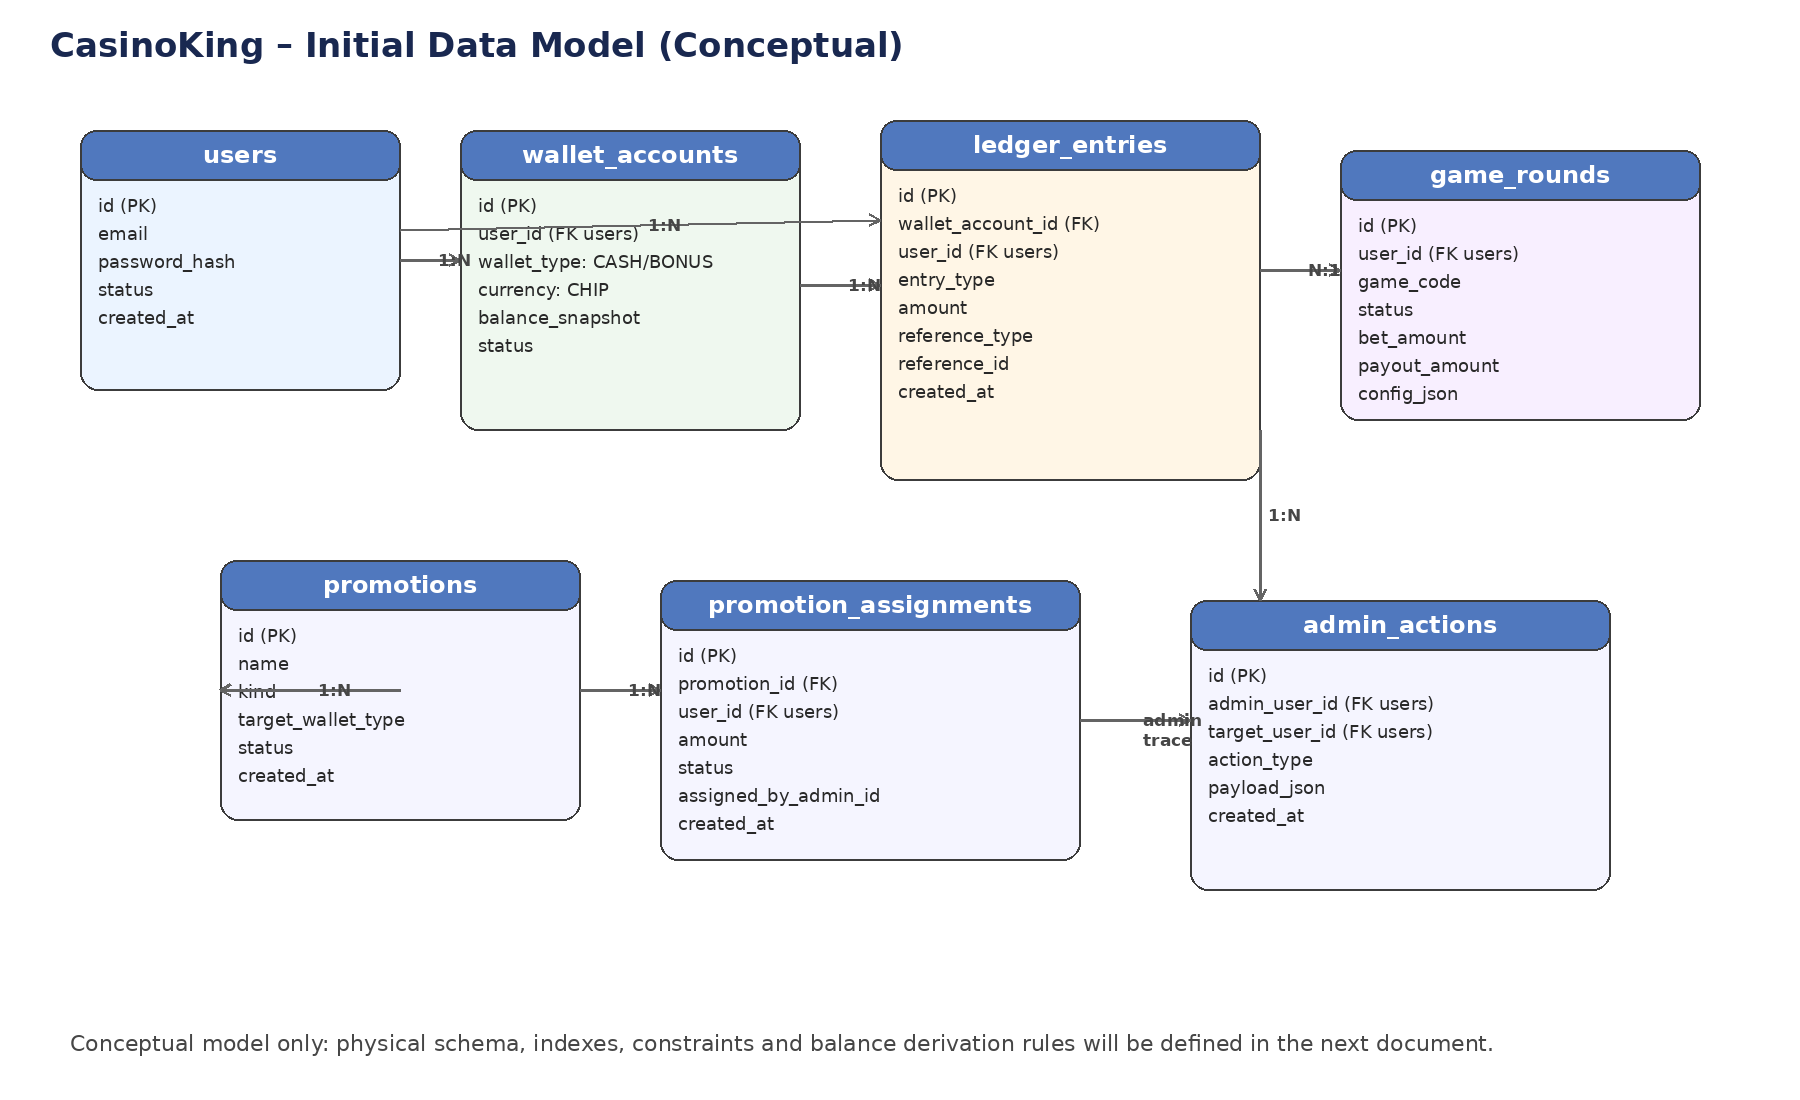 CasinoKing – Initial Data Model (Conceptual)
users
id (PK)
email
password_hash
status
created_at
1:N
1:N
wallet_accounts
id (PK)
user_id (FK users)
wallet_type: CASH/BONUS
currency: CHIP
balance_snapshot
status
1:N
ledger_entries
id (PK)
wallet_account_id (FK)
user_id (FK users)
entry_type
amount
reference_type
reference_id
created_at
N:1
game_rounds
id (PK)
user_id (FK users)
game_code
status
bet_amount
payout_amount
config_json
1:N
promotions
id (PK)
name
kind
1:N
target_wallet_type
status
created_at
1:N
promotion_assignments
id (PK)
promotion_id (FK)
user_id (FK users)
amount
status
assigned_by_admin_id
created_at
admin
trace
admin_actions
id (PK)
admin_user_id (FK users)
target_user_id (FK users)
action_type
payload_json
created_at
Conceptual model only: physical schema, indexes, constraints and balance derivation rules will be defined in the next document.